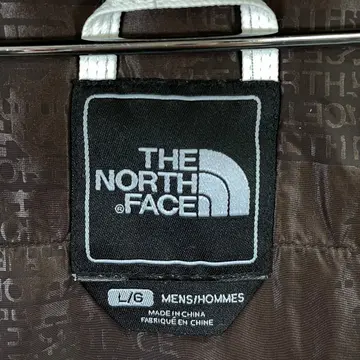 THE
NORTH
®FACE
L/G MENS/HOMMES
MADE IN CHINA
FABRIQUÉ EN CHINE